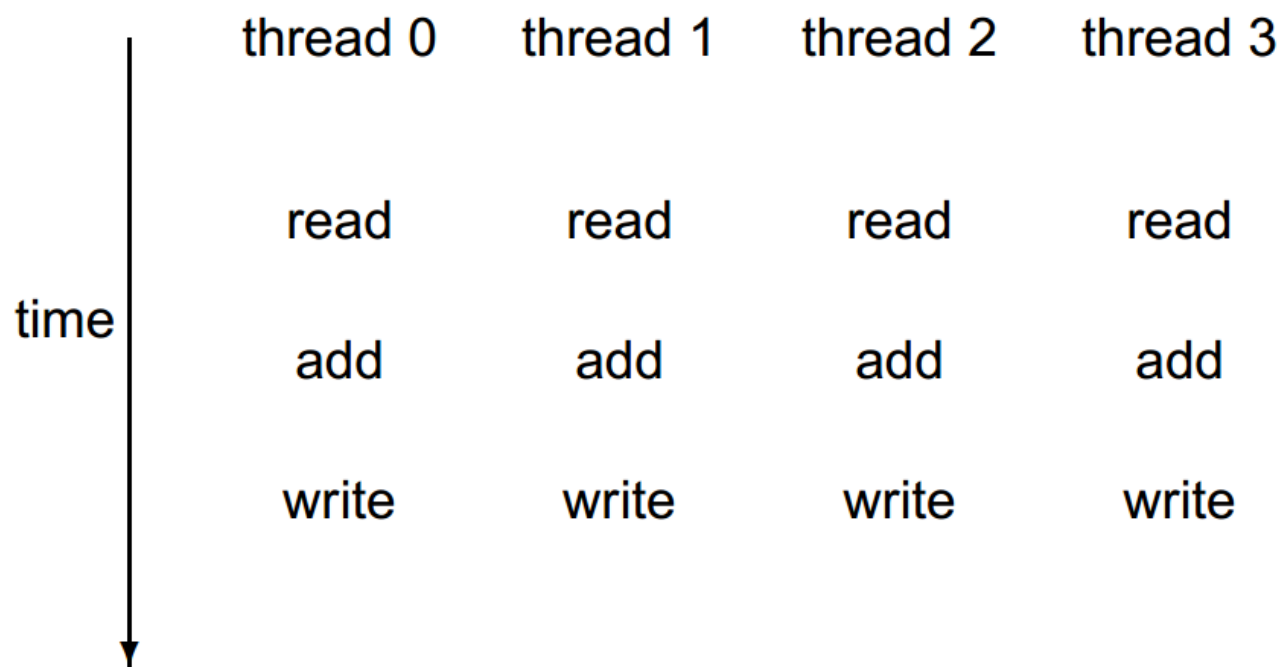 thread 0 thread 1 thread 2 thread 3
read read read read
time
add add add add
write write write write